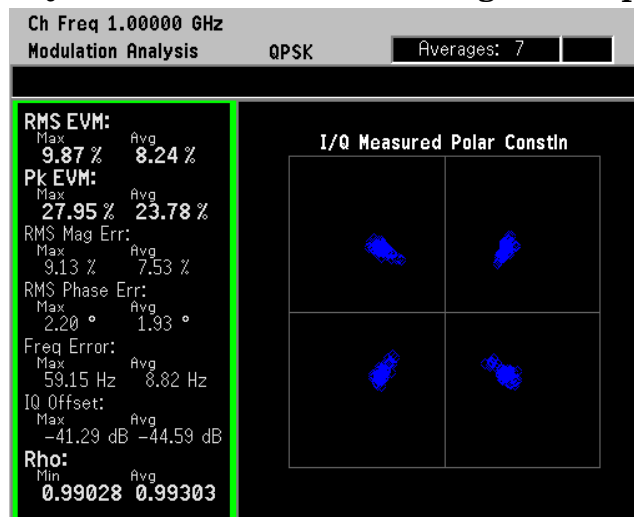 Ch Freq 1.00000 GHz
Modulation Analysis QPSK Averages: 7
RMS EVM:
Max Avg
9.87 % 8.24 %
Pk EVM:
Max Avg
27.95 % 23.78 %
RMS Mag Err:
Max Avg
9.13 % 7.53 %
RMS Phase Err:
Max Avg
2.20 ° 1.93 °
Freq Error:
Max Avg
59.15 Hz 8.82 Hz
IQ Offset:
Max Avg
-41.29 dB -44.59 dB
Rho:
Min Avg
0.99028 0.99303
I/Q Measured Polar Constln